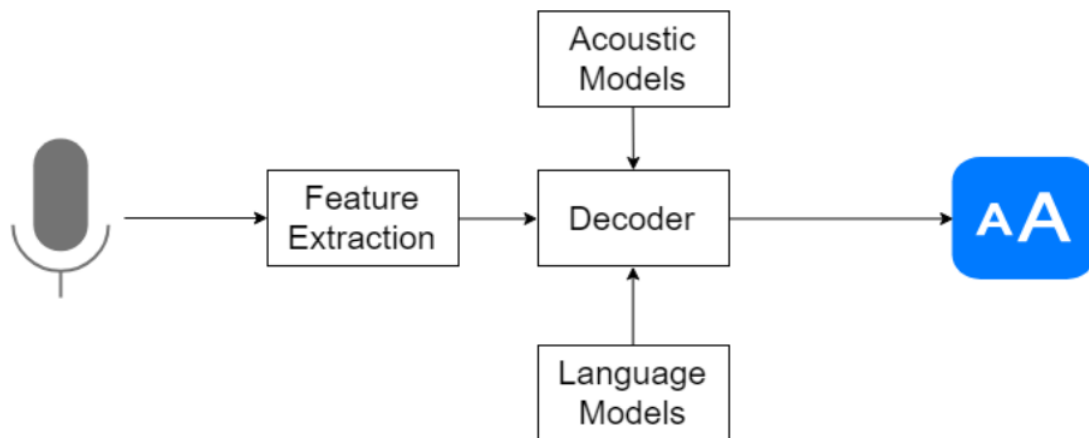 Acoustic
Models
Feature
Extraction
Decoder
AA
Language
Models